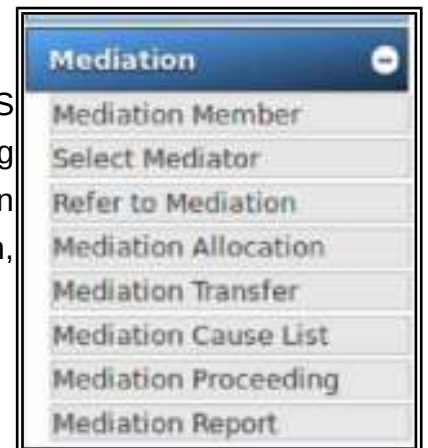 Mediation
S
Mediation Member
g
Select Mediator
n
Refer to Mediation
n,
Mediation Allocation
Mediation Transfer
Mediation Cause List
Mediation Proceeding
Mediation Report